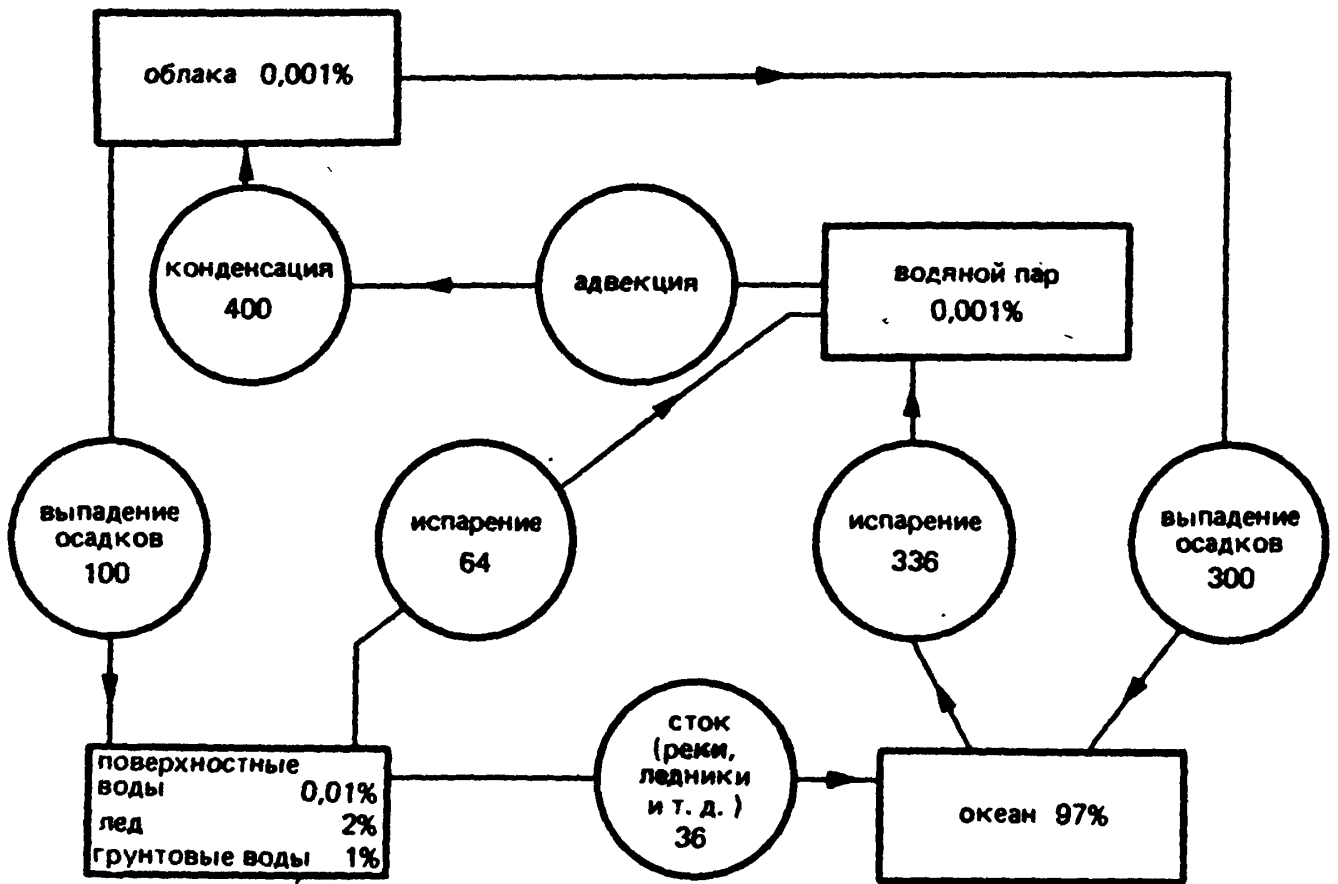 облака 0,001%
конденсация
400
адвекция
водяной пар
0,001%
выпадение
осадков
100
испарение
64
испарение
336
выпадение
осадков
300
поверхностные
воды 0,01%
лед 2%
грунтовые воды 1%
сток
(реки,
ледники
и т. д. )
36
океан 97%